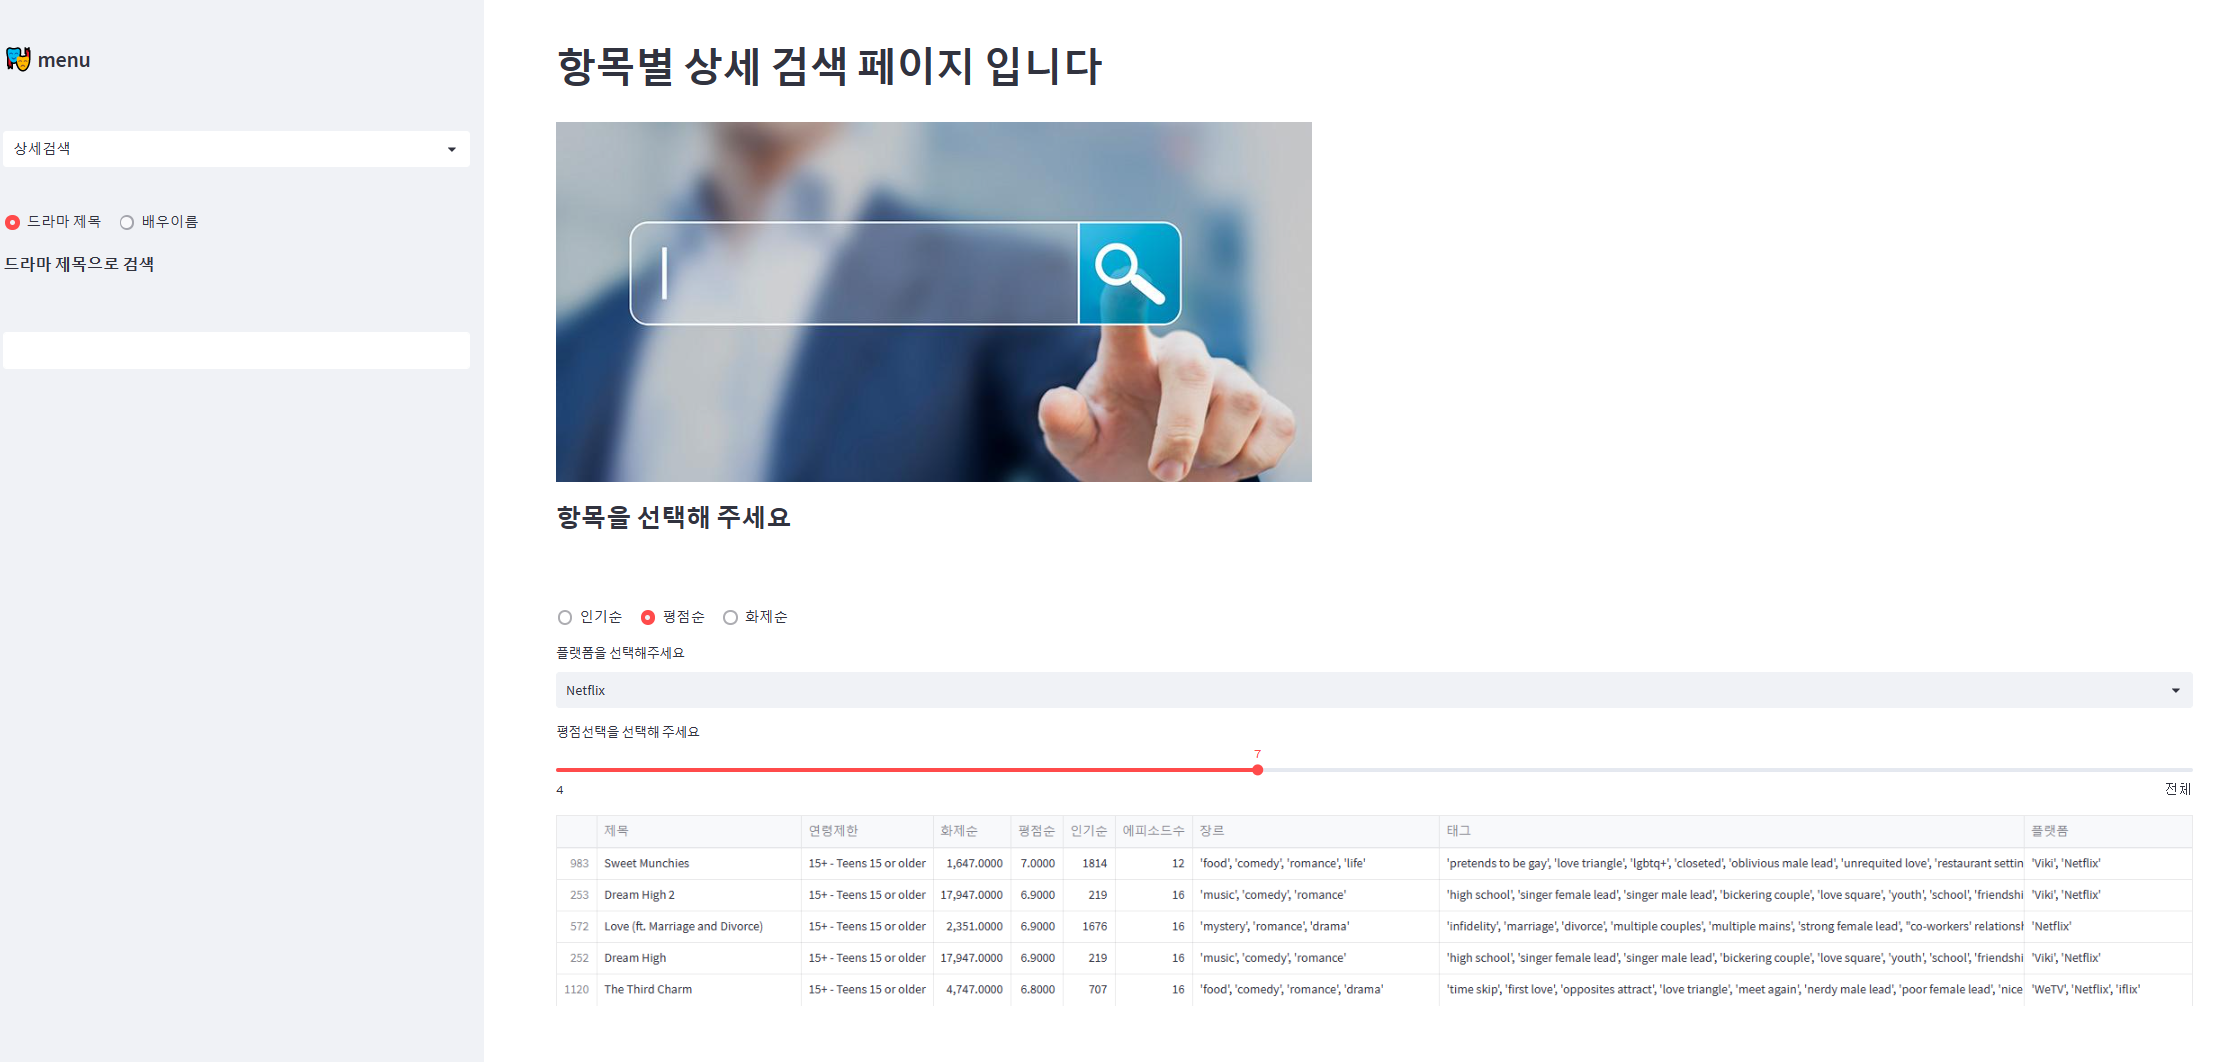 menu
상세검색
드라마 제목 배우이름
드라마 제목으로 검색
항목별 상세 검색 페이지 입니다
항목을 선택해 주세요
인기순 평점순 화제순
플랫폼을 선택해주세요
Netflix
평점선택을 선택해 주세요
7
4 전체
제목 연령제한 화제순 평점순 인기순 에피소드수 장르 태그 플랫폼
983 Sweet Munchies 15+ - Teens 15 or older 1,647.0000 7.0000 1814 12 'food', 'comedy', 'romance', 'life' 'pretends to be gay', 'love triangle', 'lgbtq+', 'closeted', 'oblivious male lead', 'unrequited love', 'restaurant settin 'Viki', 'Netflix'
253 Dream High 2 15+ - Teens 15 or older 17,947.0000 6.9000 219 16 'music', 'comedy', 'romance' 'high school', 'singer female lead', 'singer male lead', 'bickering couple', 'love square', 'youth', 'school', 'friendshi 'Viki', 'Netflix'
572 Love (ft. Marriage and Divorce) 15+ - Teens 15 or older 2,351.0000 6.9000 1676 16 'mystery', 'romance', 'drama' 'infidelity', 'marriage', 'divorce', 'multiple couples', 'multiple mains', 'strong female lead', "co-workers' relationsh 'Netflix'
252 Dream High 15+ - Teens 15 or older 17,947.0000 6.9000 219 16 'music', 'comedy', 'romance' 'high school', 'singer female lead', 'singer male lead', 'bickering couple', 'love square', 'youth', 'school', 'friendshi 'Viki', 'Netflix'
1120 The Third Charm 15+ - Teens 15 or older 4,747.0000 6.8000 707 16 'food', 'comedy', 'romance', 'drama' 'time skip', 'first love', 'opposites attract', 'love triangle', 'meet again', 'nerdy male lead', 'poor female lead', 'nice 'WeTV', 'Netflix', 'iflix'